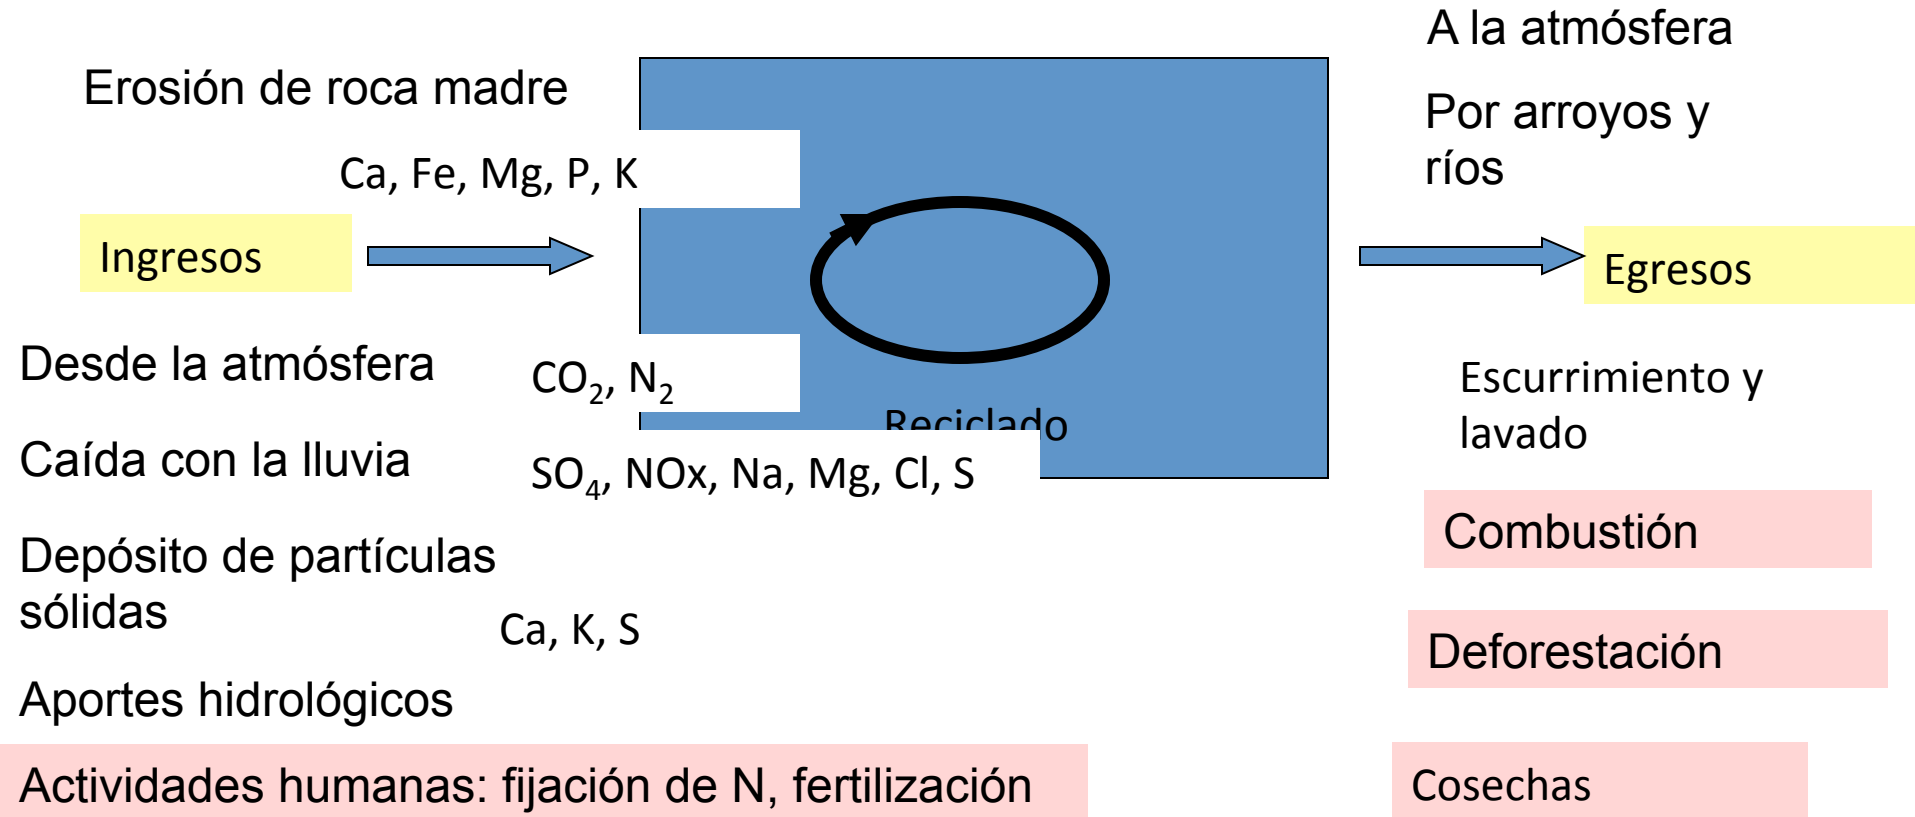 Erosión de roca madre
Ca, Fe, Mg, P, K
Ingresos
Desde la atmósfera
CO₂, N₂
Reciclado
Caída con la lluvia
SO₄, NOx, Na, Mg, Cl, S
Depósito de partículas
sólidas
Ca, K, S
Aportes hidrológicos
Actividades humanas: fijación de N, fertilización
A la atmósfera
Por arroyos y
ríos
Egresos
Escurrimiento y
lavado
Combustión
Deforestación
Cosechas